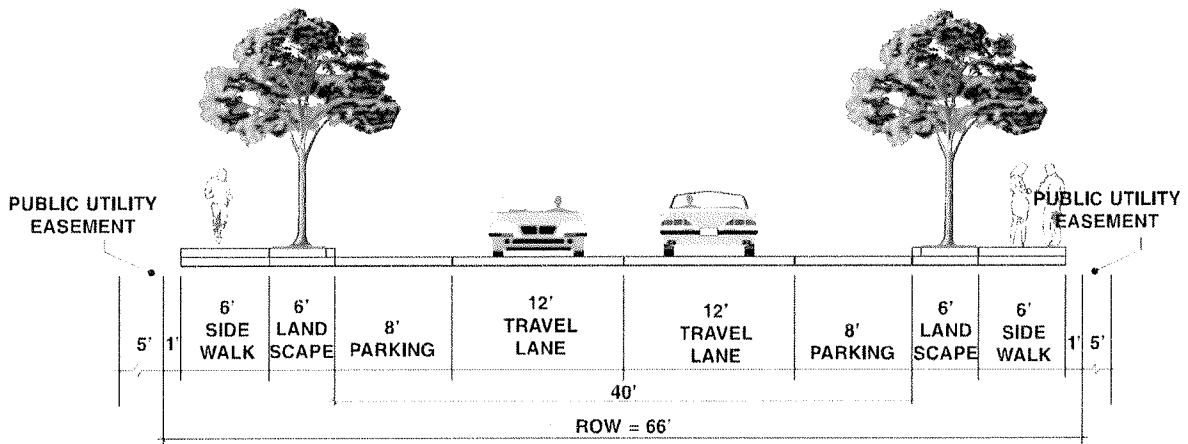 PUBLIC UTILITY
EASEMENT
PUBLIC UTILITY
EASEMENT
5'
1'
6'
SIDE
WALK
6'
LAND
SCAPE
8'
PARKING
12'
TRAVEL
LANE
12'
TRAVEL
LANE
8'
PARKING
6'
LAND
SCAPE
6'
SIDE
WALK
1'
5'
40'
ROW = 66'